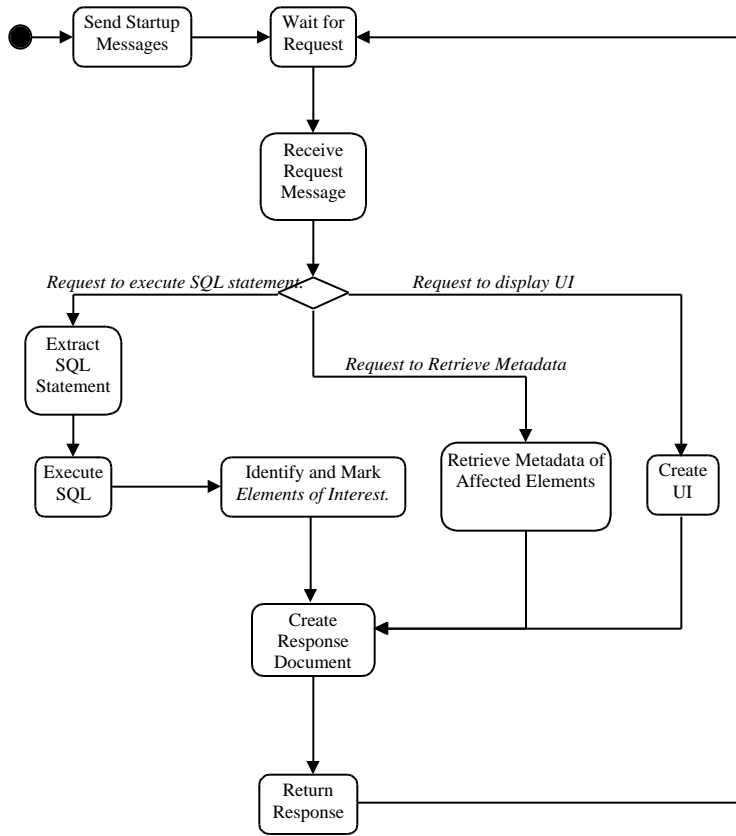 Send Startup
Messages
Wait for
Request
Receive
Request
Message
Request to execute SQL statement.
Request to display UI
Extract
SQL
Statement
Request to Retrieve Metadata
Execute
SQL
Identify and Mark
Elements of Interest.
Retrieve Metadata of
Affected Elements
Create
UI
Create
Response
Document
Return
Response